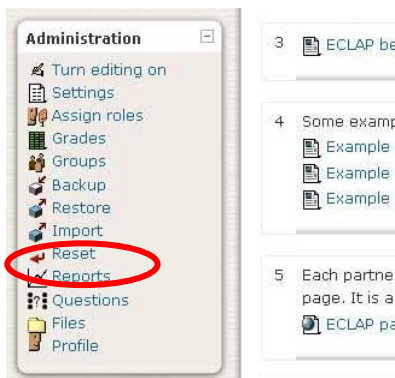 Administration
Turn editing on
Settings
Assign roles
Grades
Groups
Backup
Restore
Import
Reset
Reports
Questions
Files
Profile
3 ECLAP be
4 Some examp
Example
Example
Example
5 Each partne
page. It is a
ECLAP pa